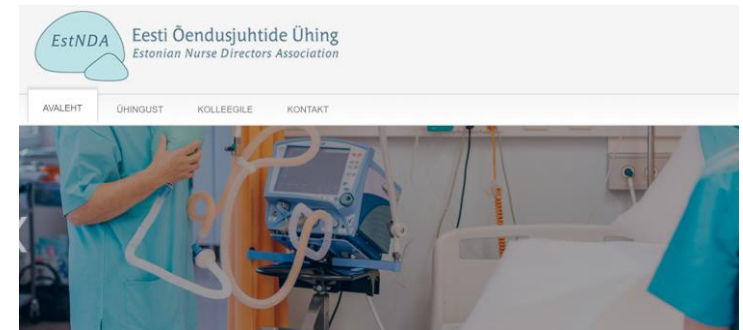 EstNDA
Eesti Õendusjuhtide Ühing
Estonian Nurse Directors Association
AVALEHT ÜHINGUST KOLLEEGILE KONTAKT